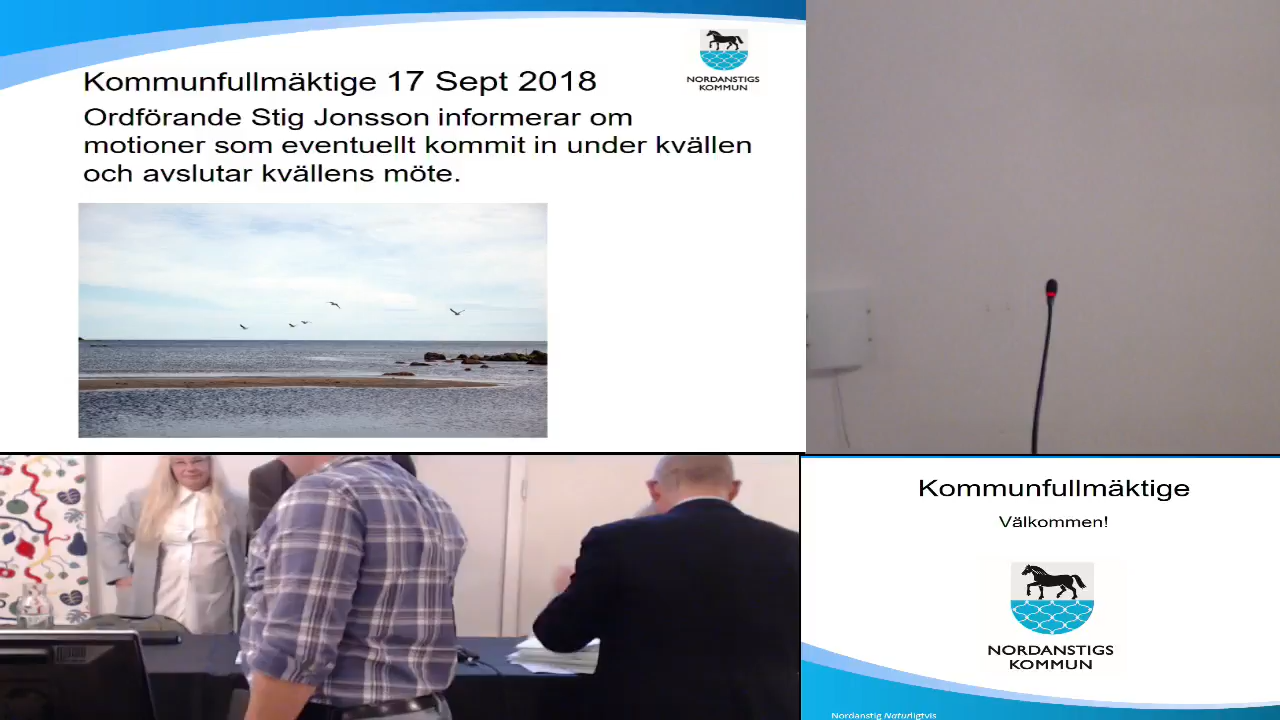 Kommunfullmäktige 17 Sept 2018
Ordförande Stig Jonsson informerar om
motioner som eventuellt kommit in under kvällen
och avslutar kvällens möte.
NORDANSTIGS
KOMMUN
Kommunfullmäktige
Välkommen!
NORDANSTIGS
KOMMUN
Nordanstig Naturligtvis